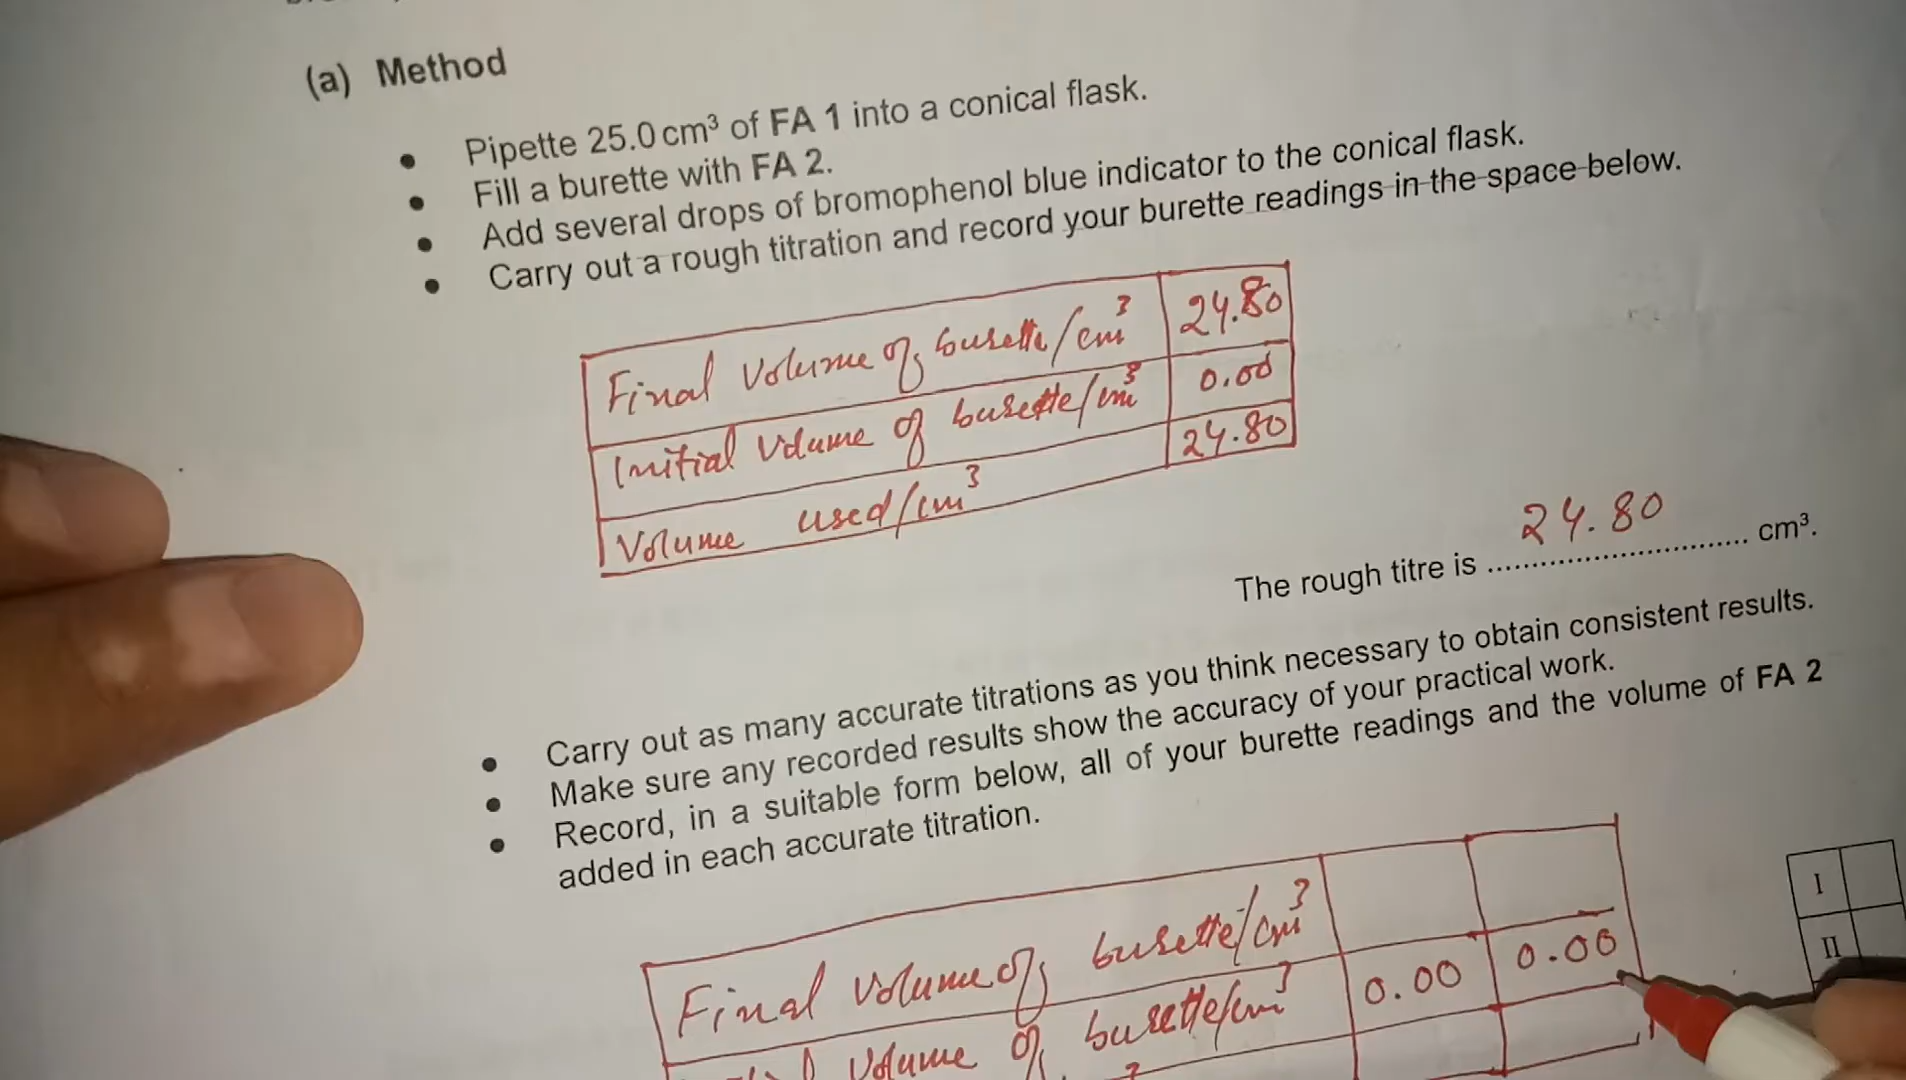 (a) Method
• Pipette 25.0 cm³ of FA 1 into a conical flask.
• Fill a burette with FA 2.
• Add several drops of bromophenol blue indicator to the conical flask.
• Carry out a rough titration and record your burette readings in the space below.
Final volume of burette/cm³ 24.80
Initial volume of burette/cm³ 0.00
Volume used/cm³ 24.80
24.80
The rough titre is .............................. cm³.
• Carry out as many accurate titrations as you think necessary to obtain consistent results.
• Make sure any recorded results show the accuracy of your practical work.
• Record, in a suitable form below, all of your burette readings and the volume of FA 2
added in each accurate titration.
Final volume of burette/cm³
volume of burette/cm³ 0.00 0.00
I
II